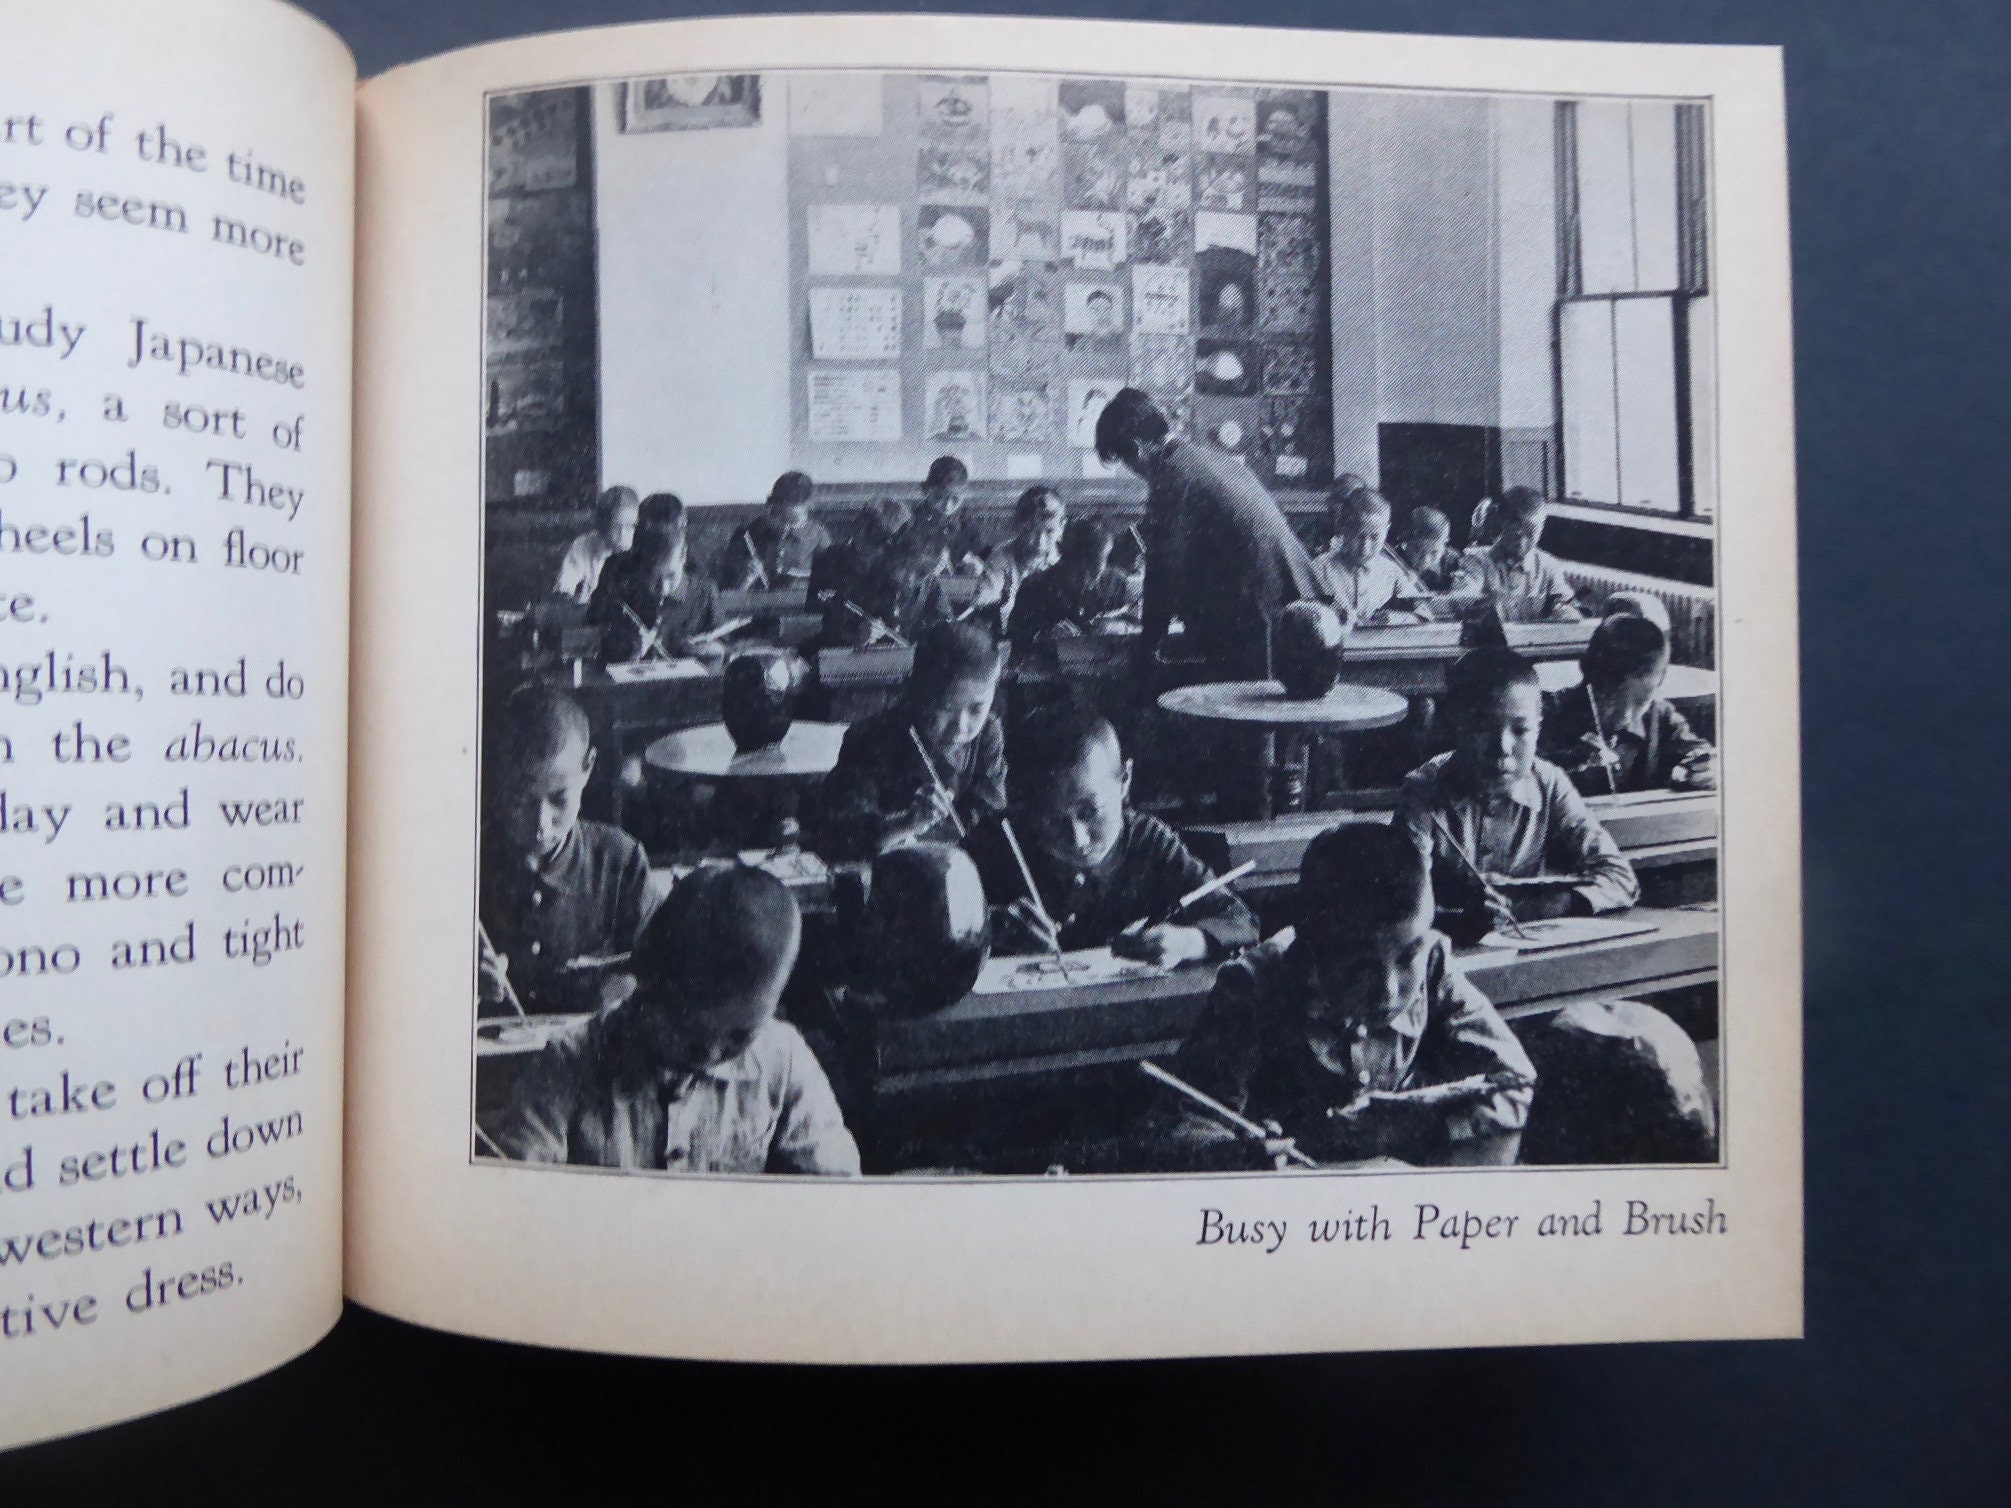 rt of the time
ey seem more
udy Japanese
us, a sort of
o rods. They
heels on floor
ce.
nglish, and do
n the abacus.
day and wear
e more com-
ono and tight
es.
take off their
nd settle down
western ways,
tive dress.
Busy with Paper and Brush